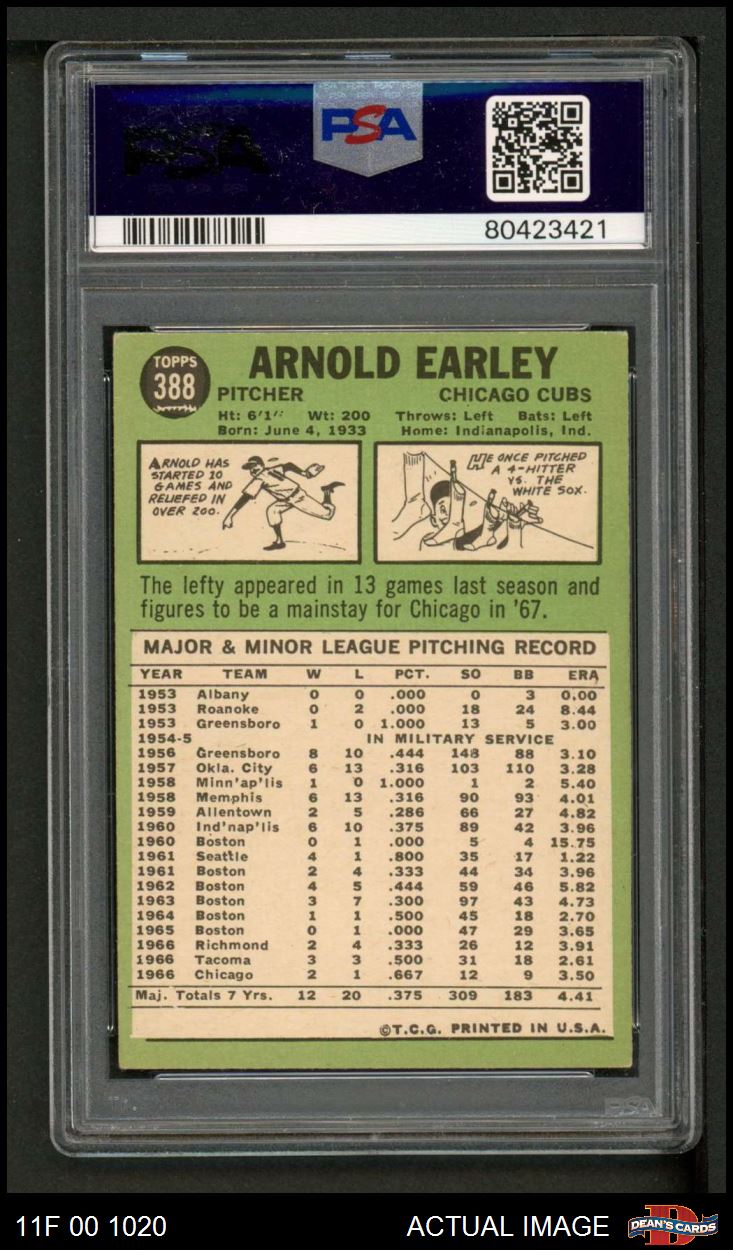 PSA
PSA
80423421
TOPPS
388
ARNOLD EARLEY
PITCHER CHICAGO CUBS
Ht: 6'1" Wt: 200 Throws: Left Bats: Left
Born: June 4, 1933 Home: Indianapolis, Ind.
ARNOLD HAS
STARTED 10
GAMES AND
RELIEFED IN
OVER 200.
HE ONCE PITCHED
A 4-HITTER
VS. THE
WHITE SOX.
The lefty appeared in 13 games last season and
figures to be a mainstay for Chicago in '67.
MAJOR & MINOR LEAGUE PITCHING RECORD
YEAR TEAM W L PCT. SO BB ERA
1953 Albany 0 0 .000 0 3 0.00
1953 Roanoke 0 2 .000 18 24 8.44
1953 Greensboro 1 0 1.000 13 5 3.00
1954-5 IN MILITARY SERVICE
1956 Greensboro 8 10 .444 148 88 3.10
1957 Okla. City 6 13 .316 103 110 3.28
1958 Minn'ap'lis 1 0 1.000 1 2 5.40
1958 Memphis 6 13 .316 90 93 4.01
1959 Allentown 2 5 .286 66 27 4.82
1960 Ind'nap'lis 6 10 .375 89 42 3.96
1960 Boston 0 1 .000 5 4 15.75
1961 Seattle 4 1 .800 35 17 1.22
1961 Boston 2 4 .333 44 34 3.96
1962 Boston 4 5 .444 59 46 5.82
1963 Boston 3 7 .300 97 43 4.73
1964 Boston 1 1 .500 45 18 2.70
1965 Boston 0 1 .000 47 29 3.65
1966 Richmond 2 4 .333 26 12 3.91
1966 Tacoma 3 3 .500 31 18 2.61
1966 Chicago 2 1 .667 12 9 3.50
Maj. Totals 7 Yrs. 12 20 .375 309 183 4.41
©T.C.G. PRINTED IN U.S.A.
PSA
11F 00 1020 ACTUAL IMAGE DEAN'S CARDS